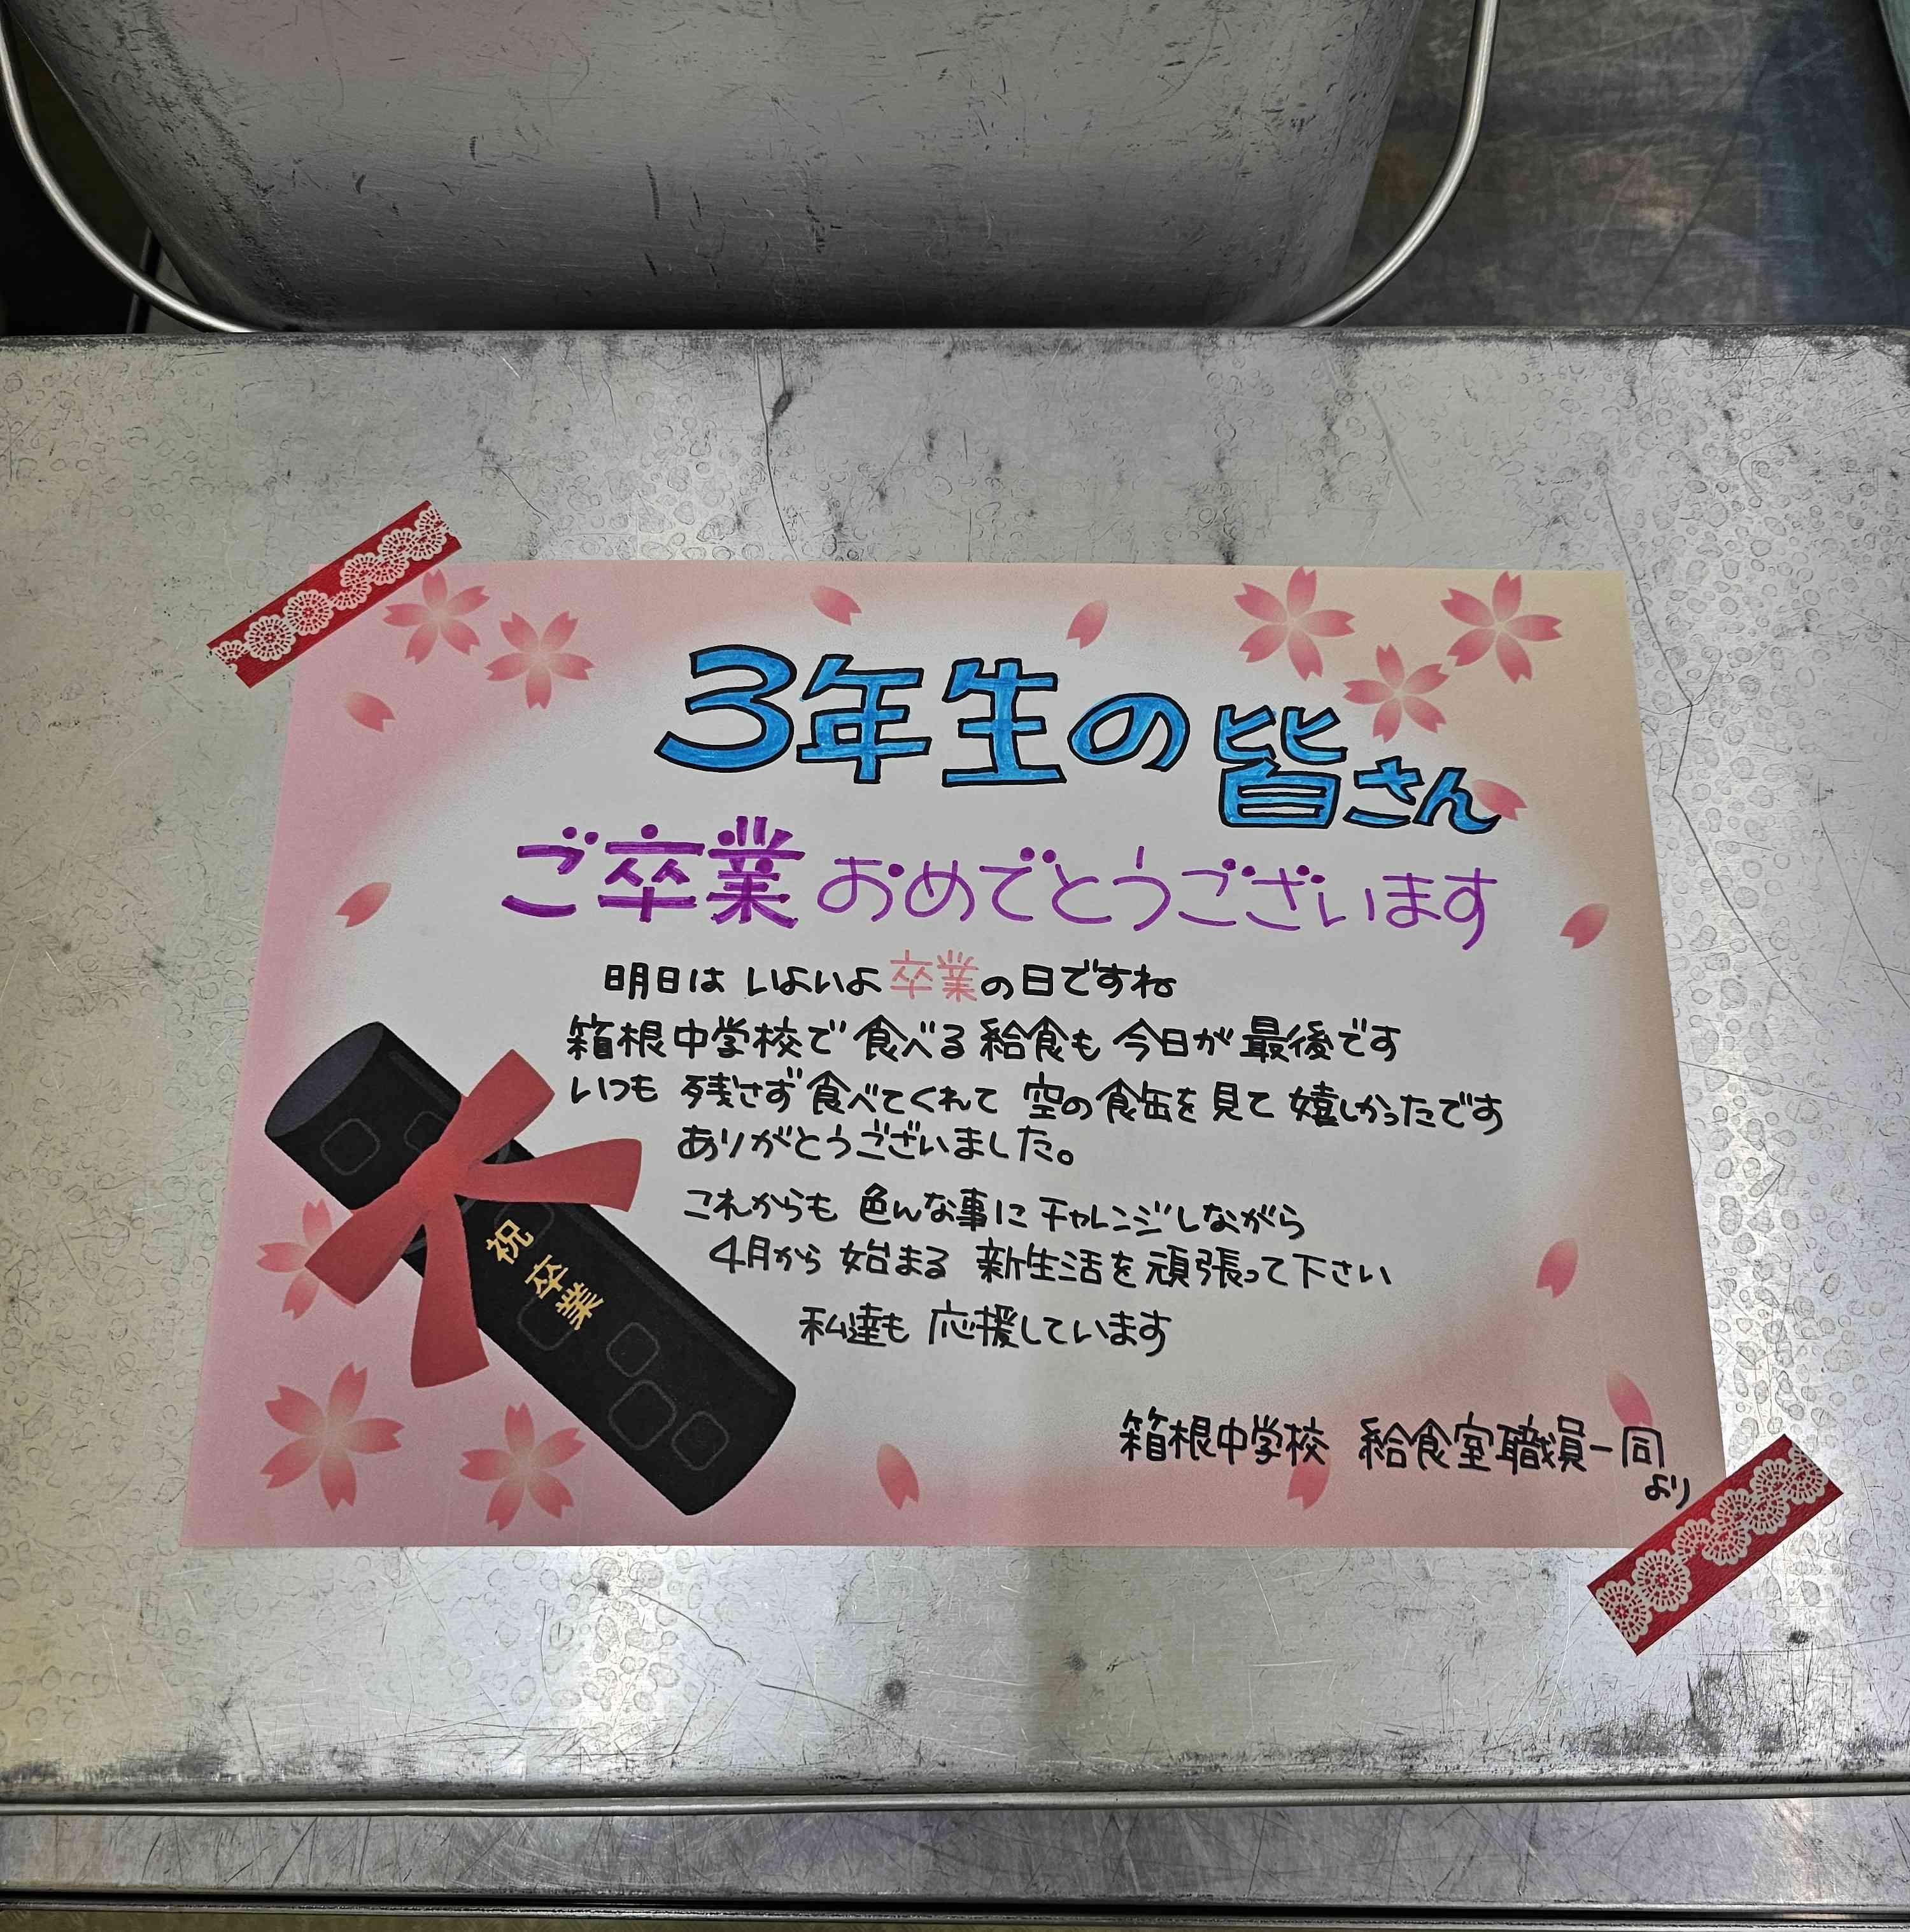 3年生の皆さん
ご卒業おめでとうございます
明日は いよいよ卒業の日ですね
箱根中学校で 食べる 給食も 今日が 最後です
いつも 残さず 食べてくれて 空の食缶を 見て 嬉しかったです
ありがとうございました。
これからも 色んな事に チャレンジしながら
4月から 始まる 新生活を 頑張って下さい
私達も 応援しています
箱根中学校 給食室職員一同
より
祝卒業